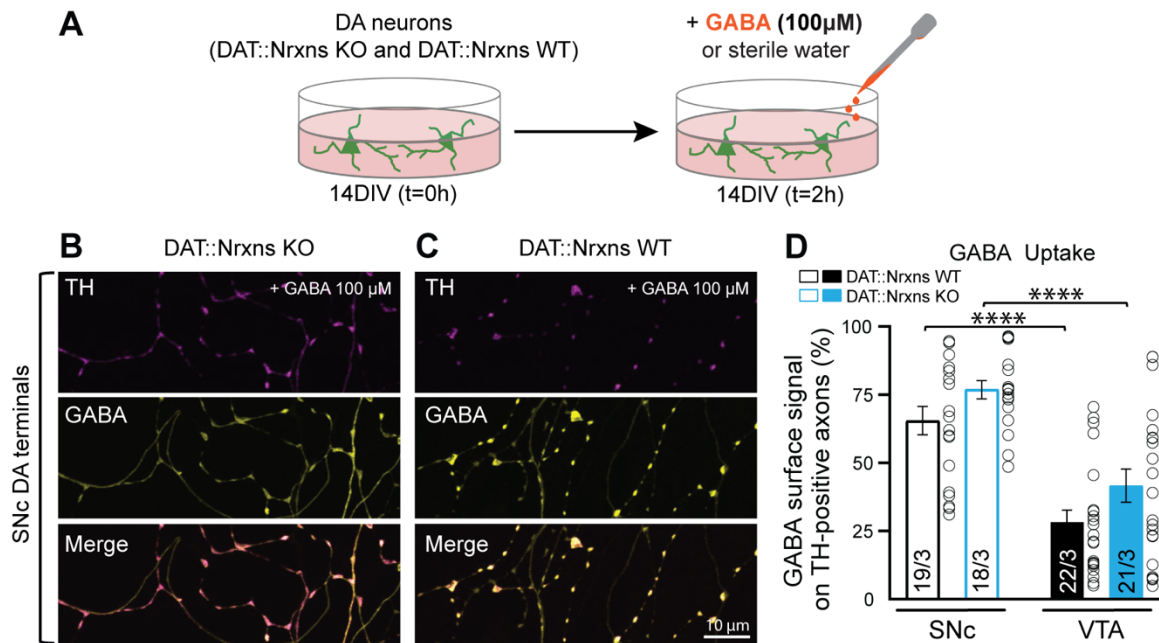 A
DA neurons
(DAT::Nrxns KO and DAT::Nrxns WT)
+ GABA (100µM)
or sterile water
14DIV (t=0h)
14DIV (t=2h)
B
DAT::Nrxns KO
C
DAT::Nrxns WT
SNc DA terminals
TH
+ GABA 100 µM
GABA
Merge
TH
+ GABA 100 µM
GABA
Merge
10 µm
D
GABA Uptake
DAT::Nrxns WT
DAT::Nrxns KO
****
****
GABA surface signal
on TH-positive axons (%)
100
75
50
25
0
19/3
18/3
22/3
21/3
SNc
VTA